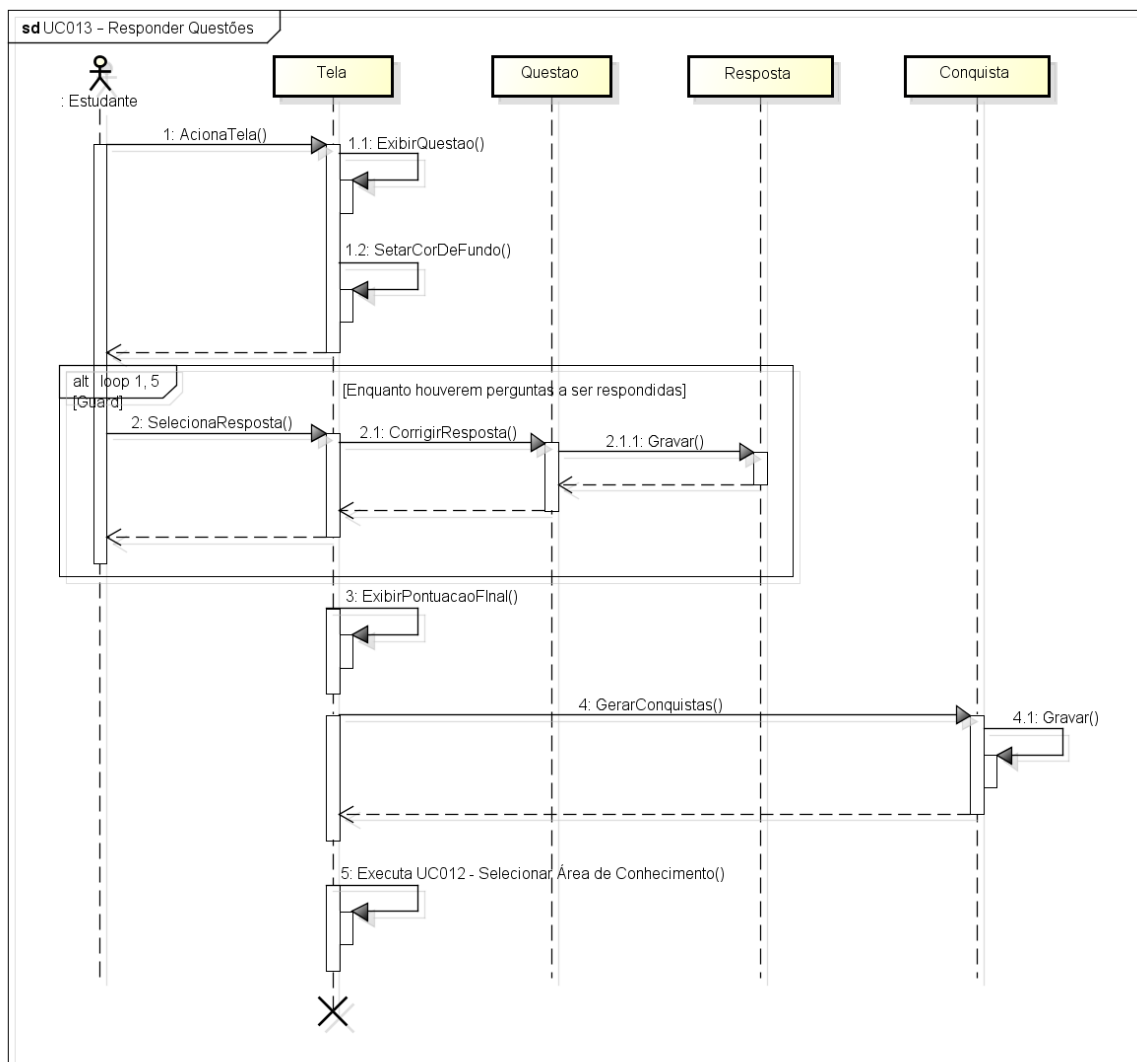 sd UC013 – Responder Questões
Tela
Questao
Resposta
Conquista
: Estudante
1: AcionaTela()
1.1: ExibirQuestao()
1.2: SetarCorDeFundo()
alt loop 1, 5
[Enquanto houverem perguntas a ser respondidas]
[Guard]
2: SelecionaResposta()
2.1: CorrigirResposta()
2.1.1: Gravar()
3: ExibirPontuacaoFInal()
4: GerarConquistas()
4.1: Gravar()
5: Executa UC012 - Selecionar Área de Conhecimento()